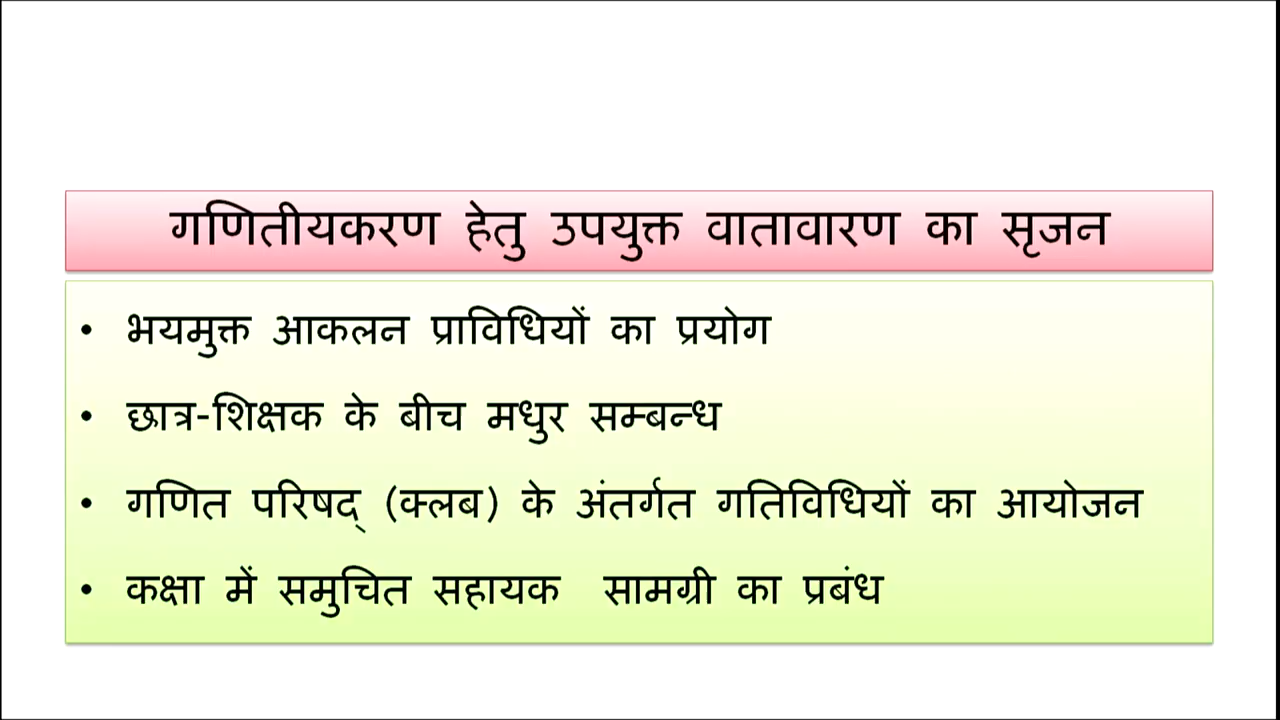 गणितीयकरण हेतु उपयुक्त वातावारण का सृजन
• भयमुक्त आकलन प्राविधियों का प्रयोग
• छात्र-शिक्षक के बीच मधुर सम्बन्ध
• गणित परिषद् (क्लब) के अंतर्गत गतिविधियों का आयोजन
• कक्षा में समुचित सहायक सामग्री का प्रबंध